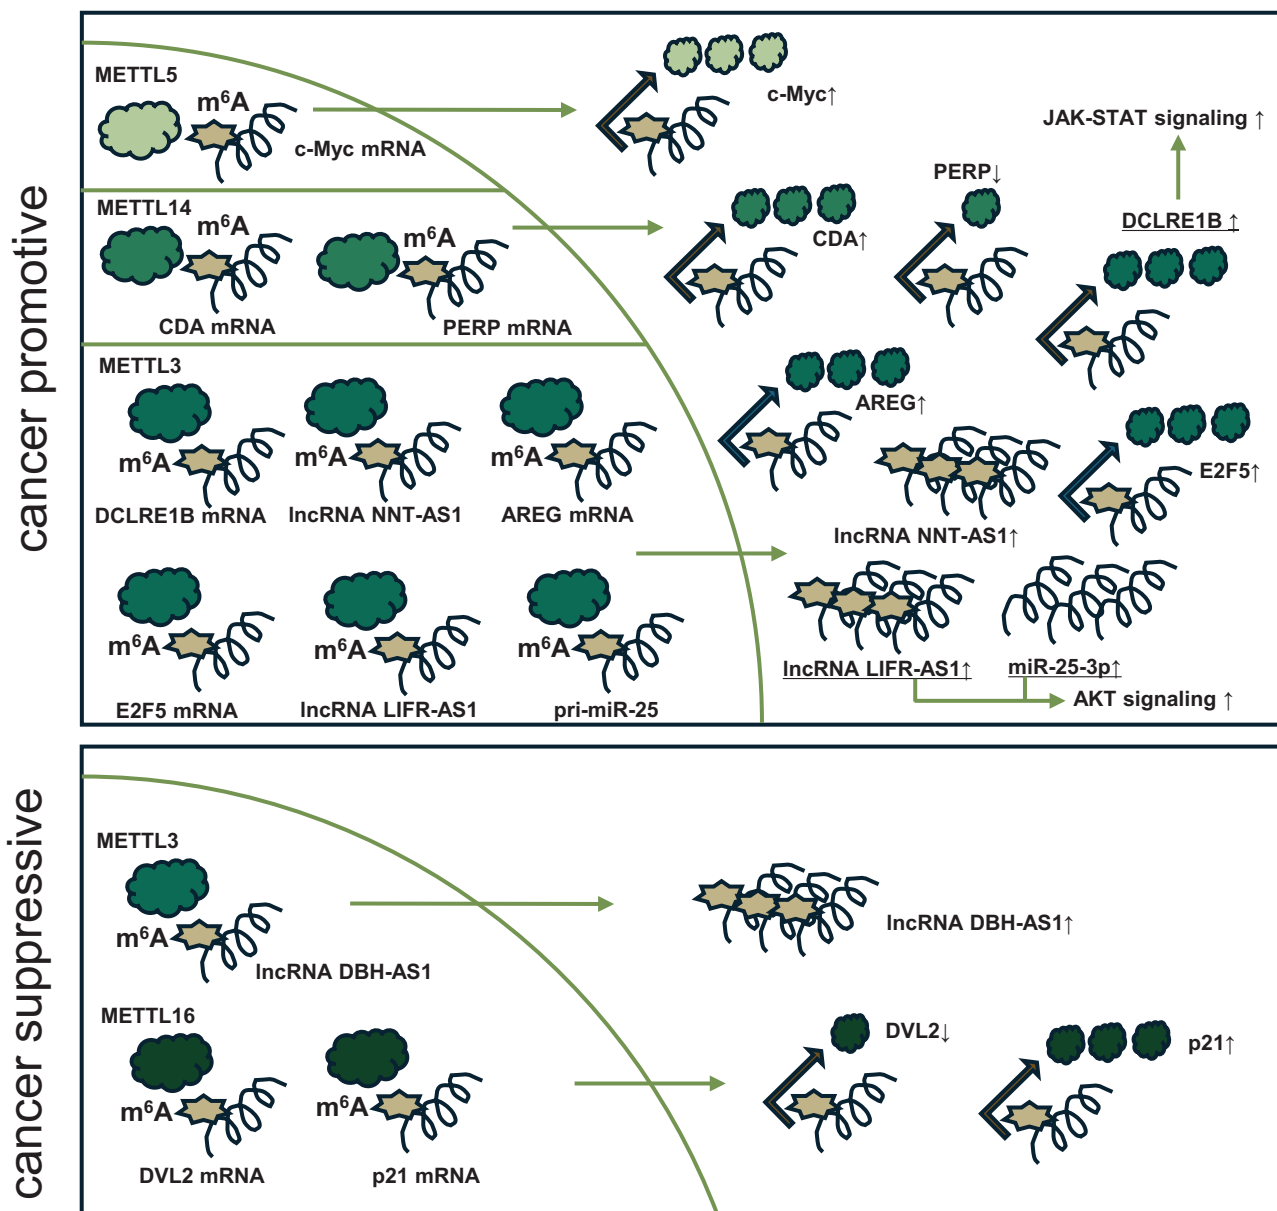 cancer promotive
METTL5
m⁶A
c-Myc mRNA
c-Myc↑
JAK-STAT signaling ↑
METTL14
m⁶A
m⁶A
CDA mRNA
PERP mRNA
CDA↑
PERP↓
DCLRE1B ↑
METTL3
m⁶A
m⁶A
m⁶A
DCLRE1B mRNA
lncRNA NNT-AS1
AREG mRNA
AREG↑
E2F5↑
lncRNA NNT-AS1↑
m⁶A
m⁶A
m⁶A
E2F5 mRNA
lncRNA LIFR-AS1
pri-miR-25
lncRNA LIFR-AS1↑
miR-25-3p↑
AKT signaling ↑
cancer suppressive
METTL3
m⁶A
lncRNA DBH-AS1
lncRNA DBH-AS1↑
METTL16
m⁶A
m⁶A
DVL2 mRNA
p21 mRNA
DVL2↓
p21↑